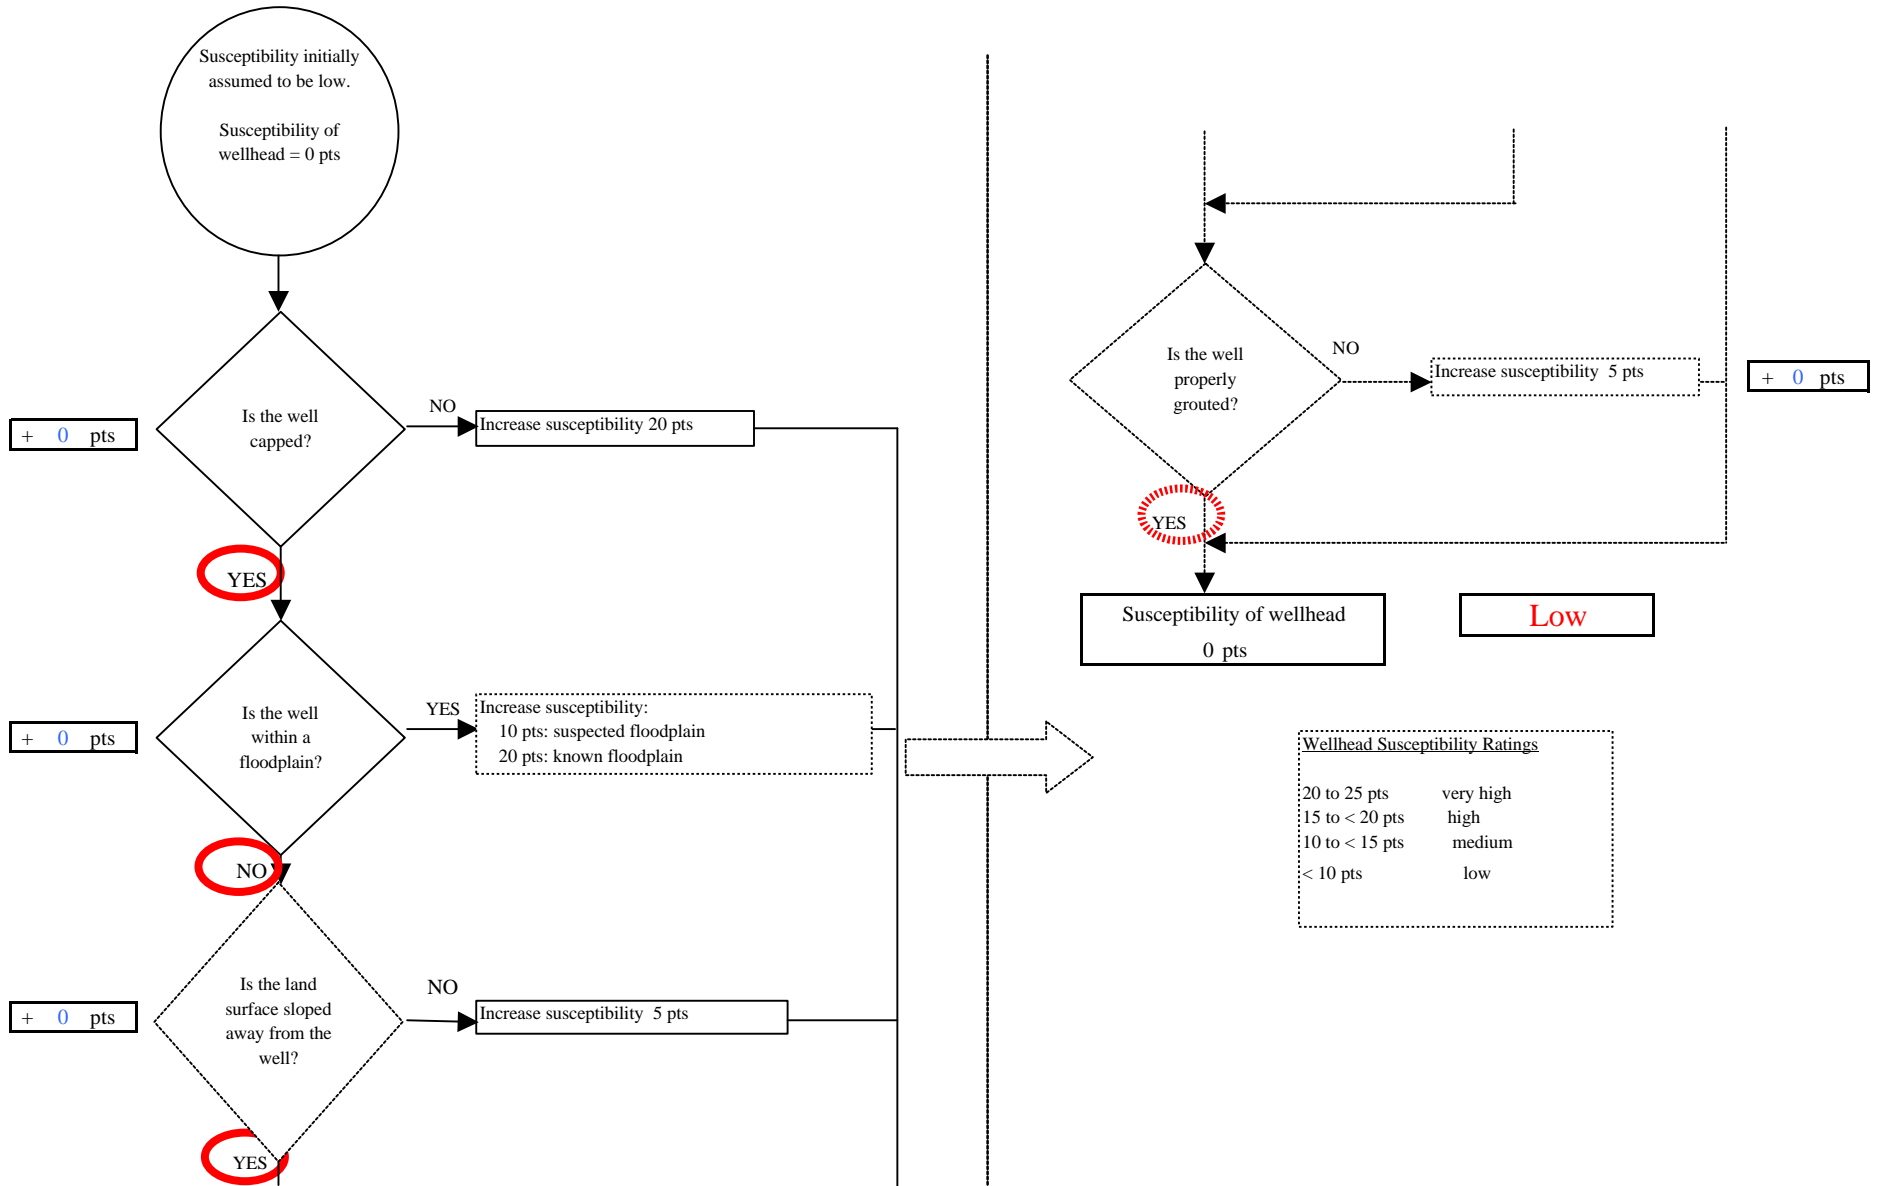 Susceptibility initially
assumed to be low.
Susceptibility of
wellhead = 0 pts
Is the well
capped?
NO
Increase susceptibility 20 pts
+ 0 pts
YES
Is the well
within a
floodplain?
YES
Increase susceptibility:
10 pts: suspected floodplain
20 pts: known floodplain
+ 0 pts
NO
Is the land
surface sloped
away from the
well?
NO
Increase susceptibility 5 pts
+ 0 pts
YES
Is the well
properly
grouted?
NO
Increase susceptibility 5 pts
+ 0 pts
YES
Susceptibility of wellhead
0 pts
Low
Wellhead Susceptibility Ratings
20 to 25 pts very high
15 to < 20 pts high
10 to < 15 pts medium
< 10 pts low